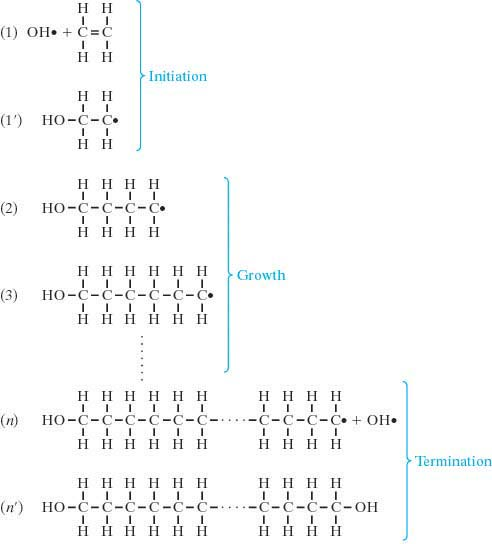 H H
(1) OH• + C=C
H H
Initiation
H H
(1′) HO–C–C•
H H
H H H H
(2) HO–C–C–C–C•
H H H H
Growth
H H H H H H
(3) HO–C–C–C–C–C–C•
H H H H H H
H H H H H H H H H
(n) HO–C–C–C–C–C–C–····–C–C–C–C• + OH•
H H H H H H H H H H
Termination
H H H H H H H H H H
(n′) HO–C–C–C–C–C–C–····–C–C–C–C–OH
H H H H H H H H H H